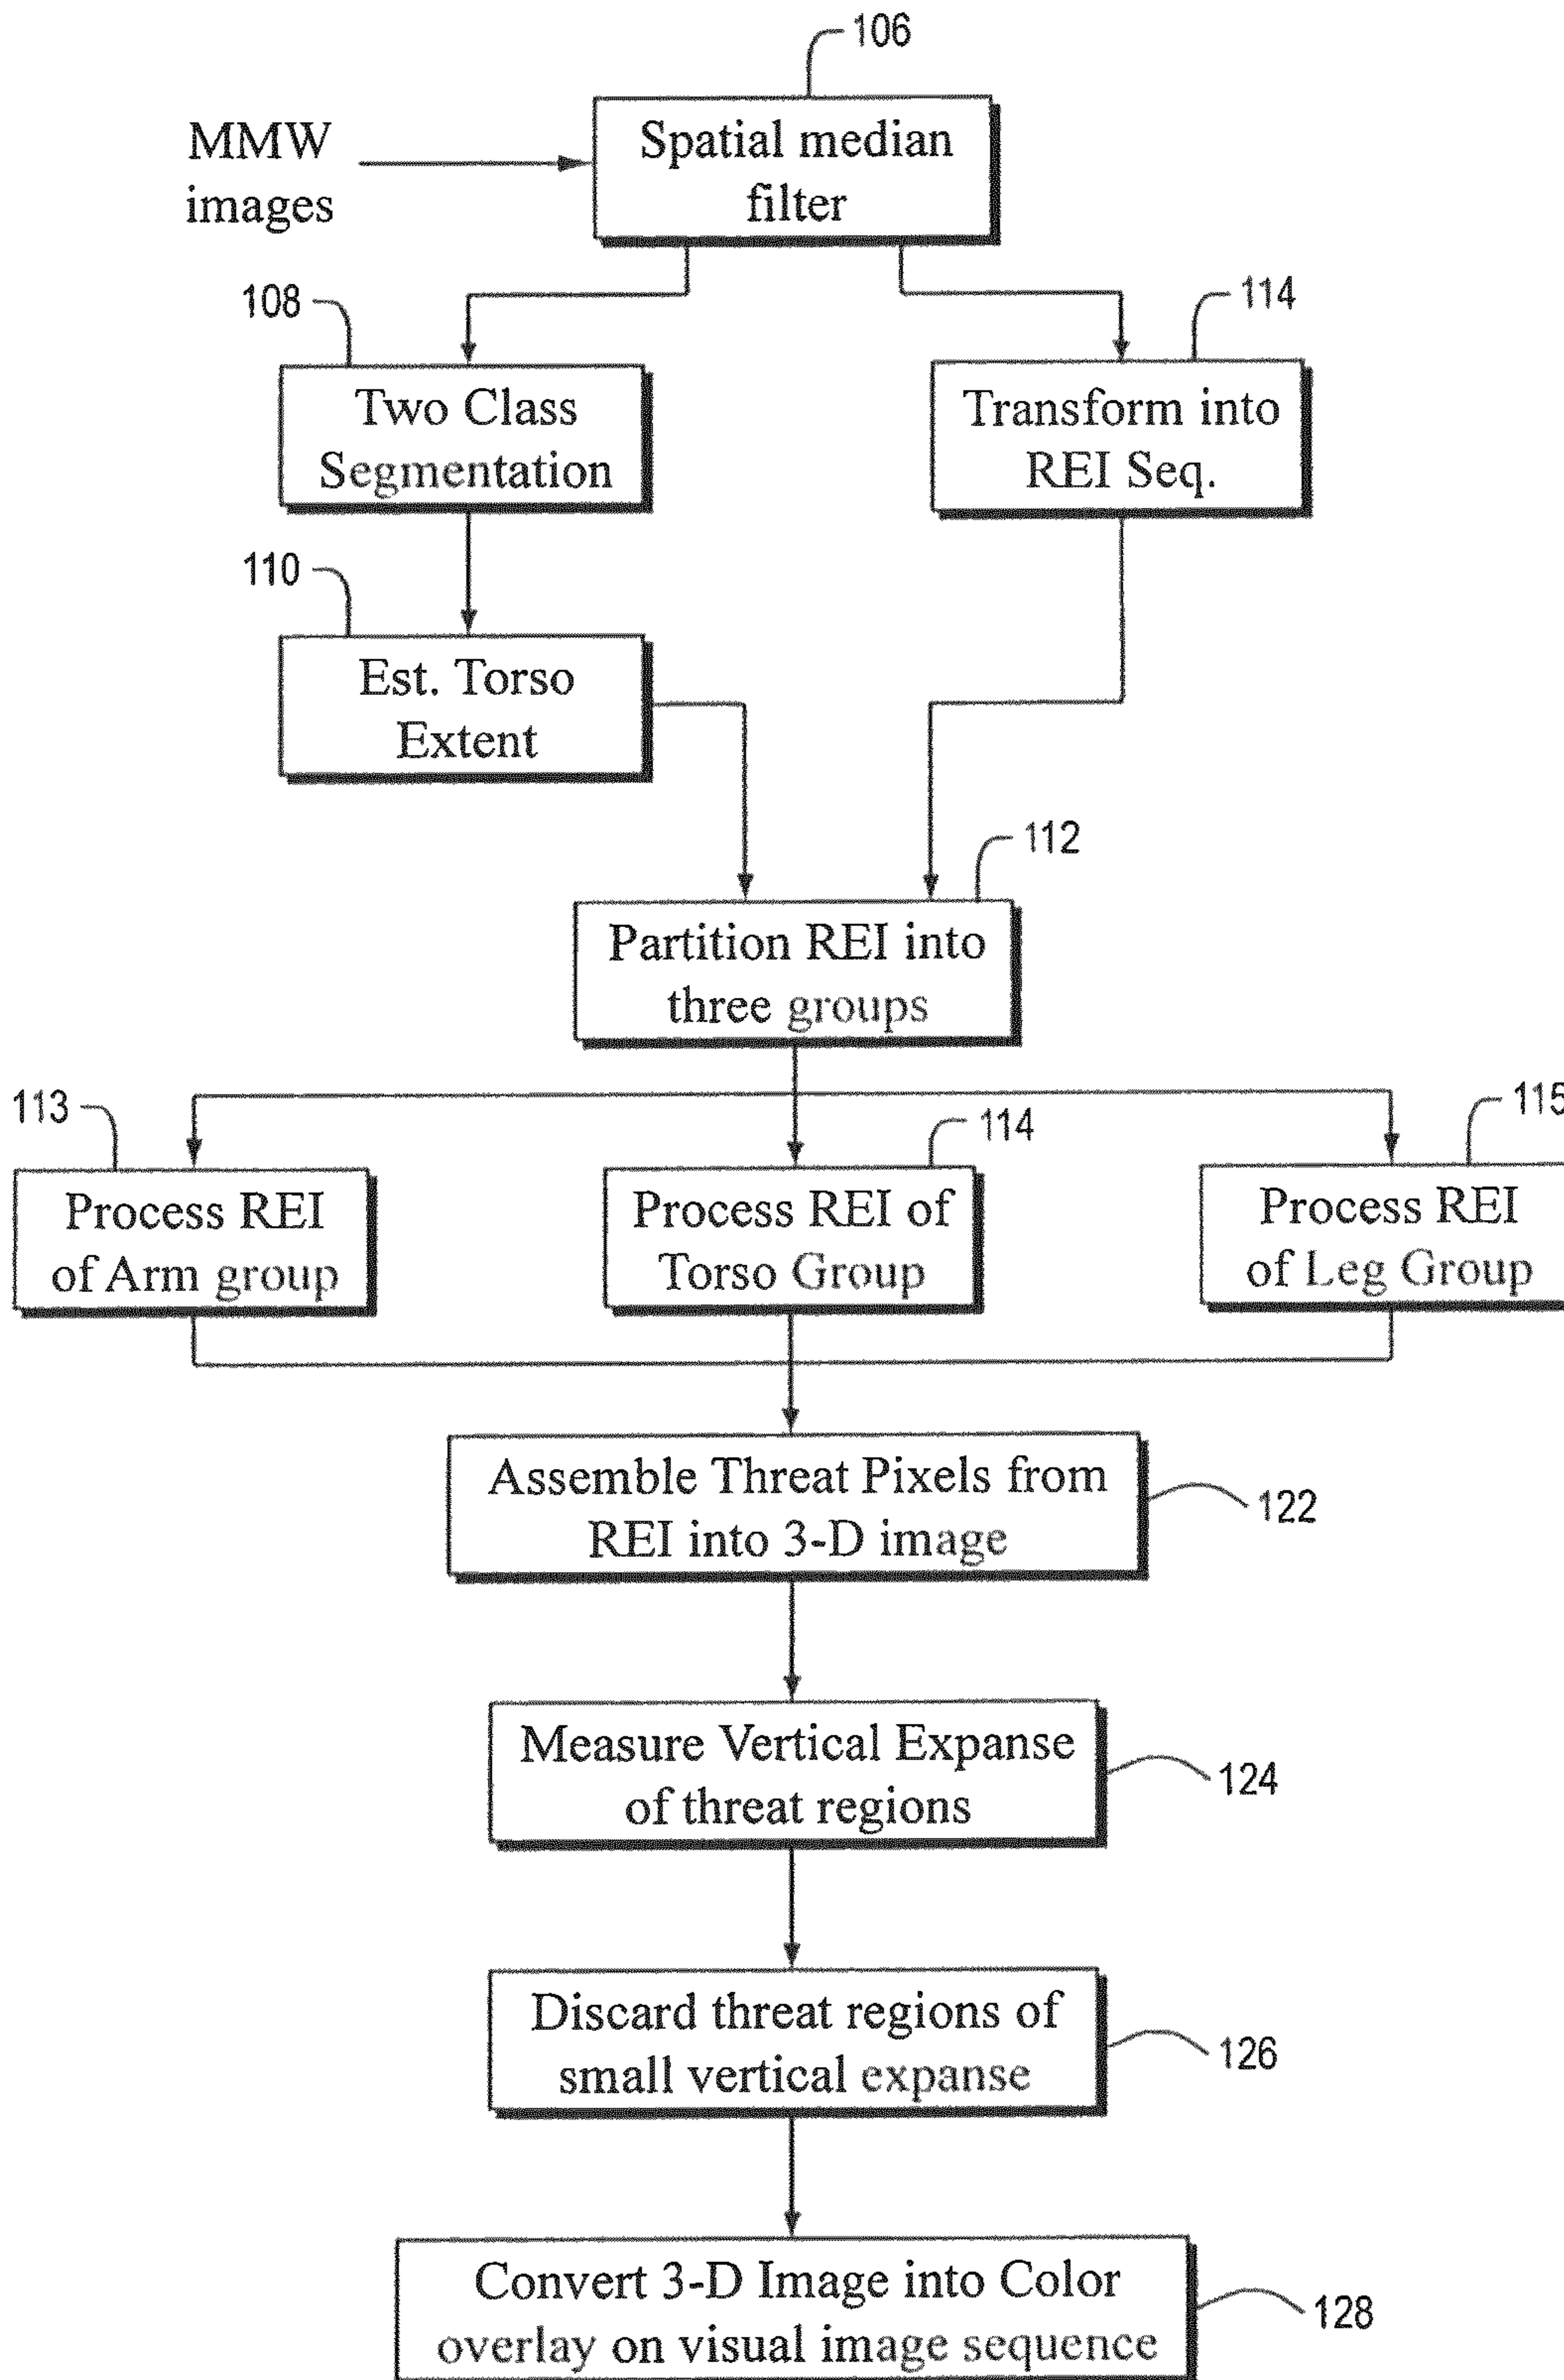 106
MMW
images
Spatial median
filter
108
114
Two Class
Segmentation
Transform into
REI Seq.
110
Est. Torso
Extent
112
Partition REI into
three groups
113
114
115
Process REI
of Arm group
Process REI of
Torso Group
Process REI
of Leg Group
Assemble Threat Pixels from
REI into 3-D image
122
Measure Vertical Expanse
of threat regions
124
Discard threat regions of
small vertical expanse
126
Convert 3-D Image into Color
overlay on visual image sequence
128